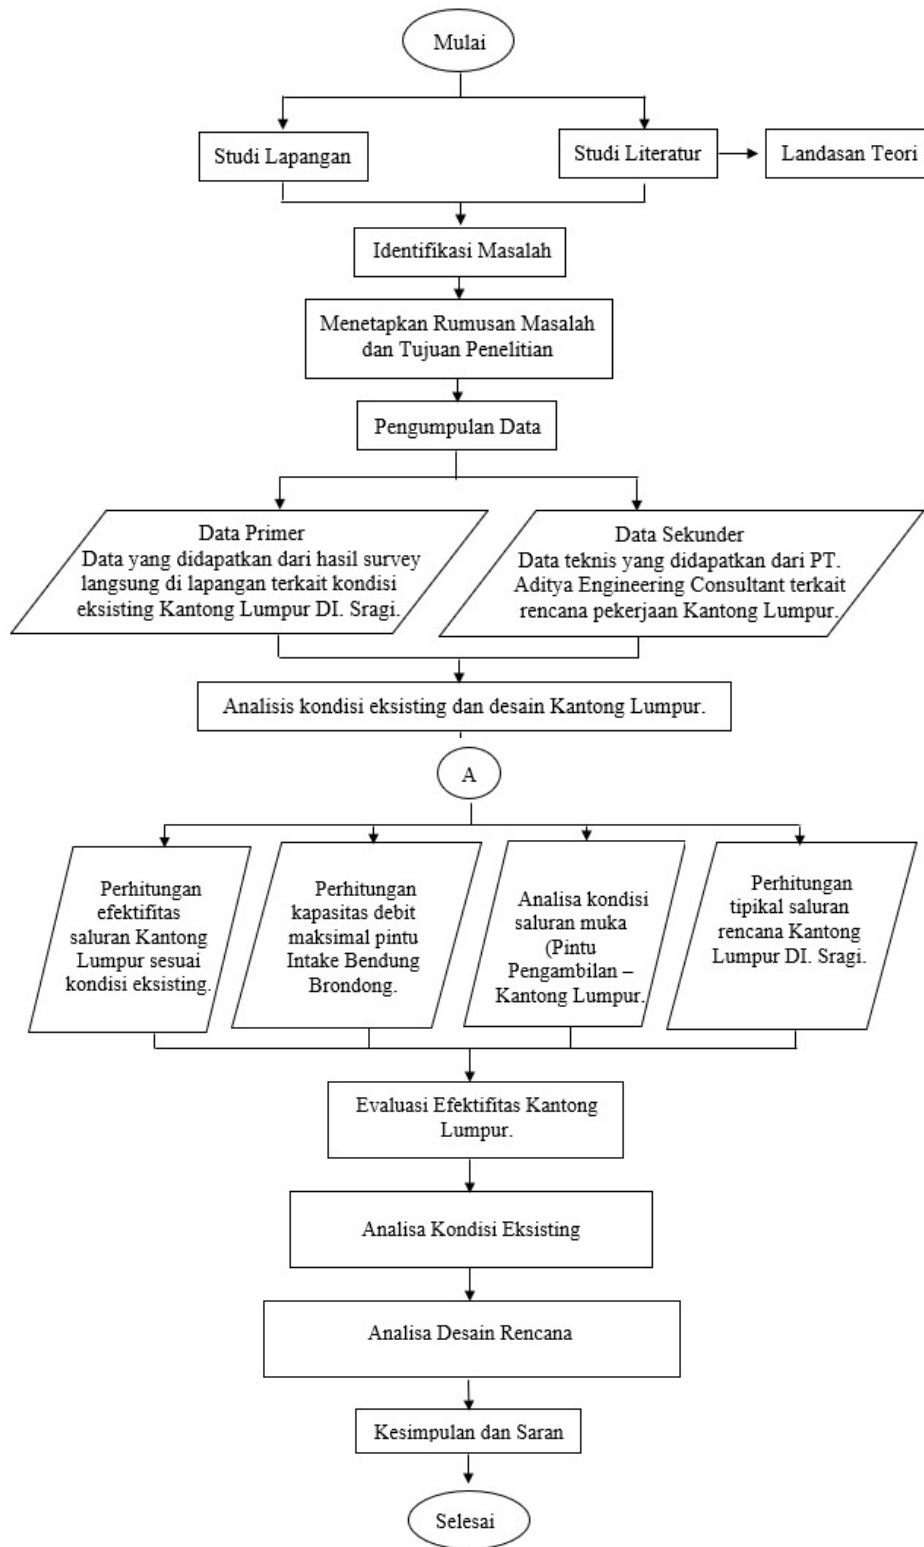 Mulai
Studi Lapangan
Studi Literatur
Landasan Teori
Identifikasi Masalah
Menetapkan Rumusan Masalah
dan Tujuan Penelitian
Pengumpulan Data
Data Primer
Data yang didapatkan dari hasil survey
langsung di lapangan terkait kondisi
eksisting Kantong Lumpur DI. Sragi.
Data Sekunder
Data teknis yang didapatkan dari PT.
Aditya Engineering Consultant terkait
rencana pekerjaan Kantong Lumpur.
Analisis kondisi eksisting dan desain Kantong Lumpur.
A
Perhitungan
efektifitas
saluran Kantong
Lumpur sesuai
kondisi eksisting.
Perhitungan
kapasitas debit
maksimal pintu
Intake Bendung
Brondong.
Analisa kondisi
saluran muka
(Pintu
Pengambilan –
Kantong Lumpur.
Perhitungan
tipikal saluran
rencana Kantong
Lumpur DI. Sragi.
Evaluasi Efektifitas Kantong
Lumpur.
Analisa Kondisi Eksisting
Analisa Desain Rencana
Kesimpulan dan Saran
Selesai